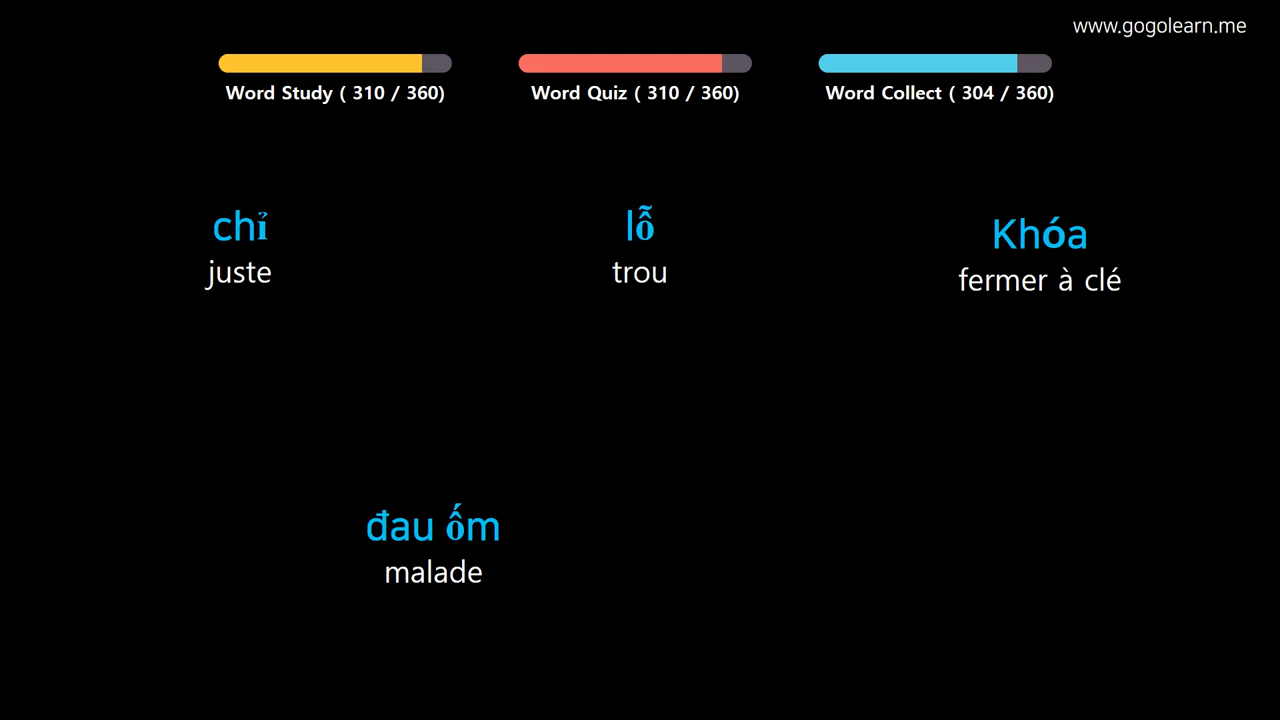 www.gogolearn.me
Word Study ( 310 / 360)
Word Quiz ( 310 / 360)
Word Collect ( 304 / 360)
chỉ
juste
lỗ
trou
Khóa
fermer à clé
đau ốm
malade